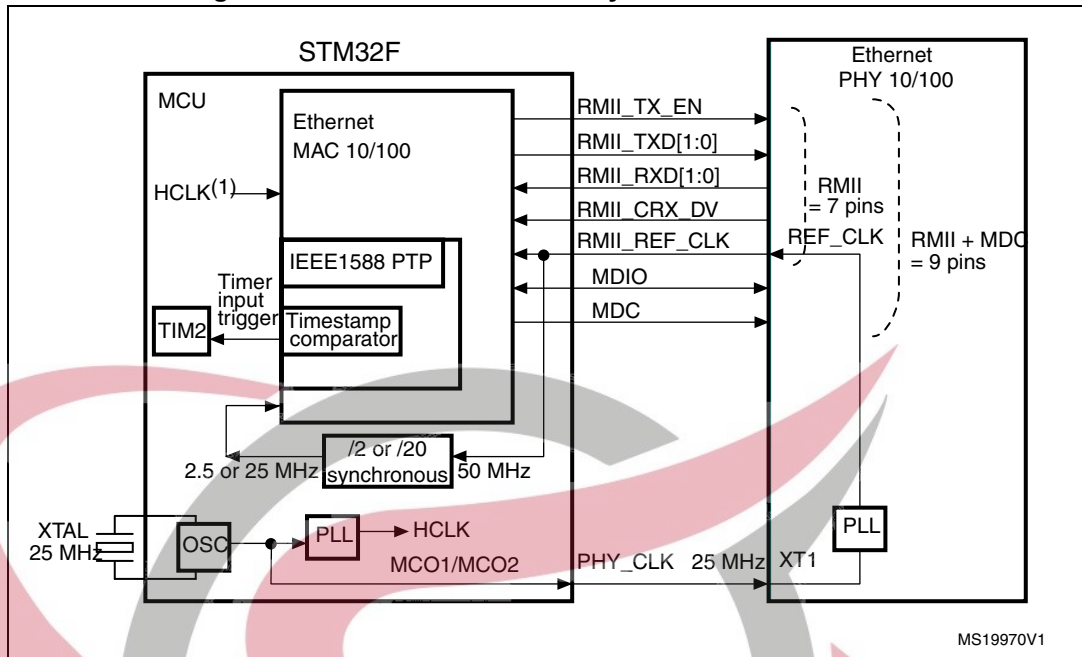 STM32F
Ethernet
PHY 10/100
MCU
Ethernet
MAC 10/100
HCLK(1)
RMII_TX_EN
RMII_TXD[1:0]
RMII_RXD[1:0]
RMII_CRX_DV
RMII_REF_CLK
MDIO
MDC
RMII
= 7 pins
REF_CLK
RMII + MDC
= 9 pins
IEEE1588 PTP
Timer
input
trigger
TIM2
Timestamp
comparator
/2 or /20
synchronous
2.5 or 25 MHz
50 MHz
XTAL
25 MHz
OSC
PLL
HCLK
MCO1/MCO2
PHY_CLK 25 MHz
XT1
PLL
MS19970V1